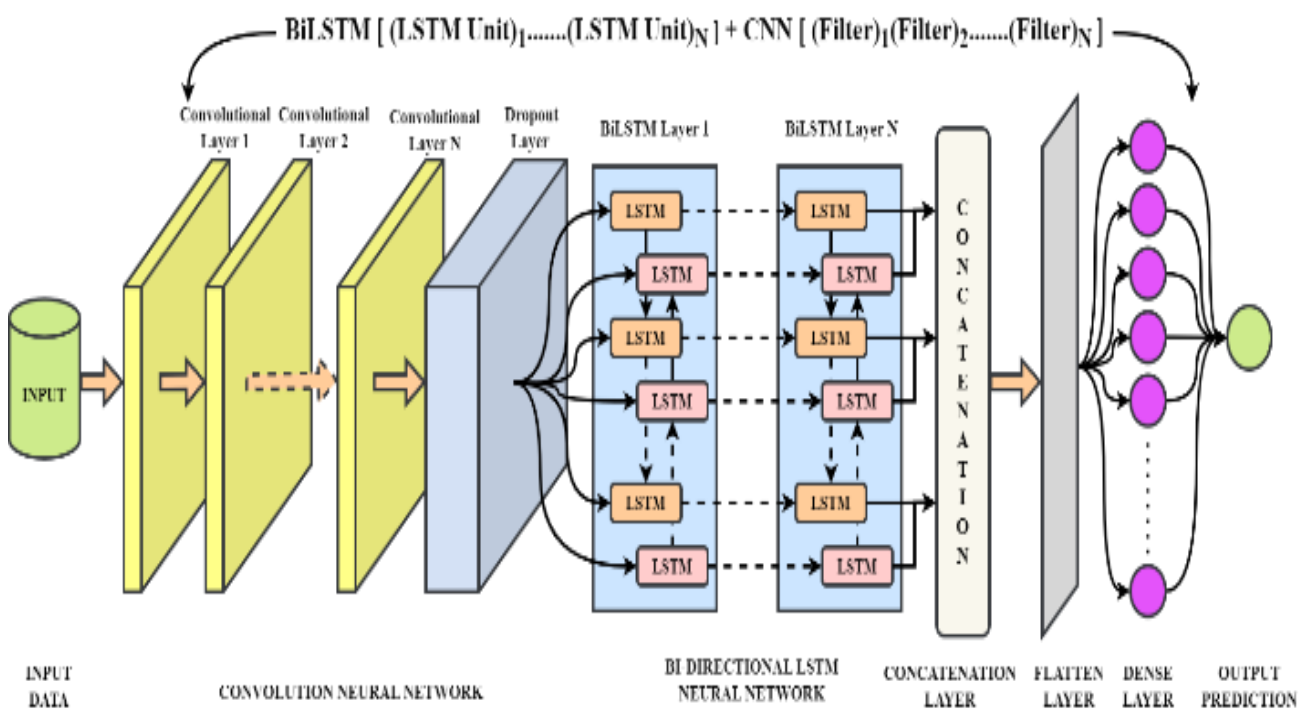 BiLSTM [ (LSTM Unit)1.......(LSTM Unit)N] + CNN [ (Filter)1(Filter)2.......(Filter)N ]
Convolutional
Layer 1
Convolutional
Layer 2
Convolutional
Layer N
Dropout
Layer
BiLSTM Layer 1
BiLSTM Layer N
INPUT
LSTM
LSTM
LSTM
LSTM
LSTM
LSTM
LSTM
LSTM
LSTM
LSTM
LSTM
LSTM
CONCATENATION
INPUT
DATA
CONVOLUTION NEURAL NETWORK
BI DIRECTIONAL LSTM
NEURAL NETWORK
CONCATENATION
LAYER
FLATTEN
LAYER
DENSE
LAYER
OUTPUT
PREDICTION